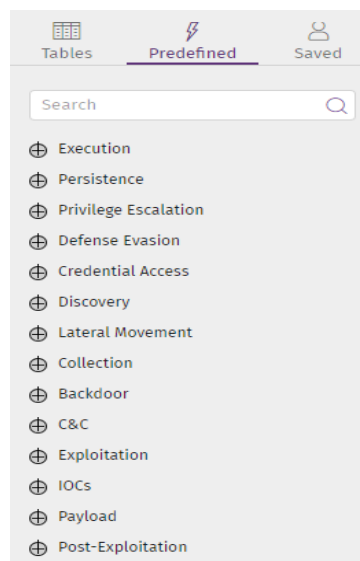 Tables Predefined Saved
Search
Execution
Persistence
Privilege Escalation
Defense Evasion
Credential Access
Discovery
Lateral Movement
Collection
Backdoor
C&C
Exploitation
IOCs
Payload
Post-Exploitation